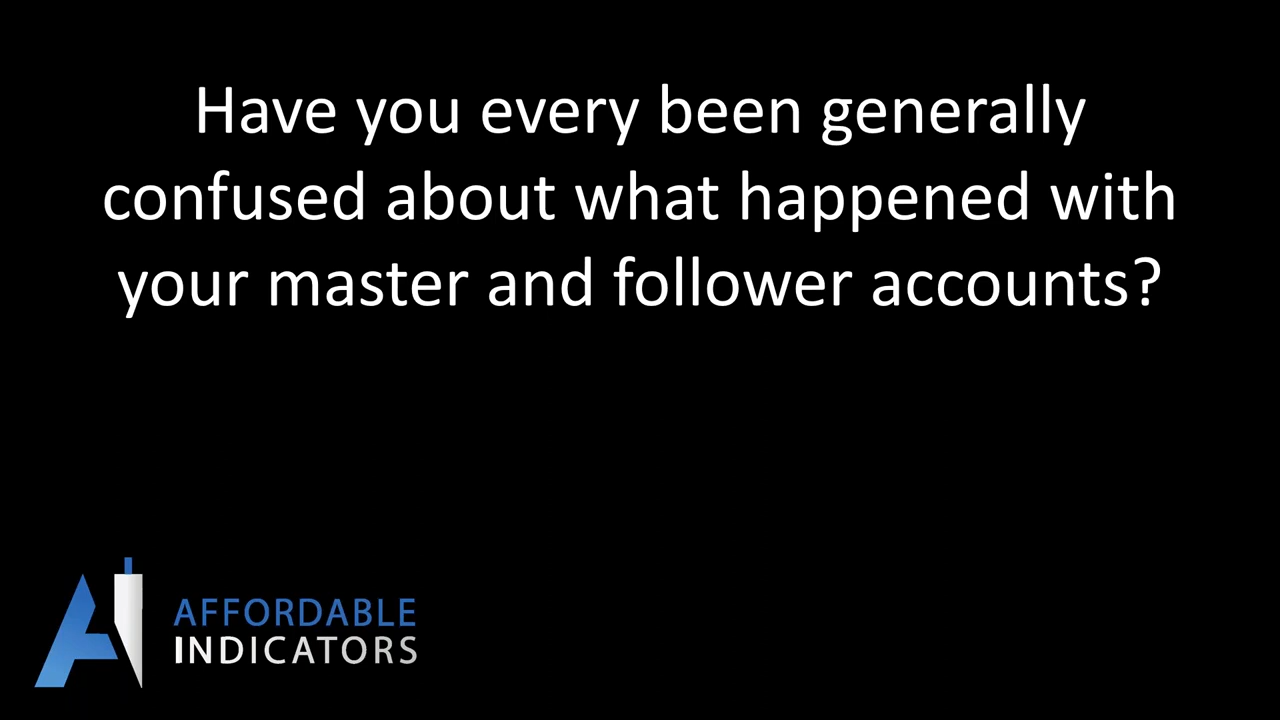 Have you every been generally
confused about what happened with
your master and follower accounts?
AFFORDABLE
INDICATORS